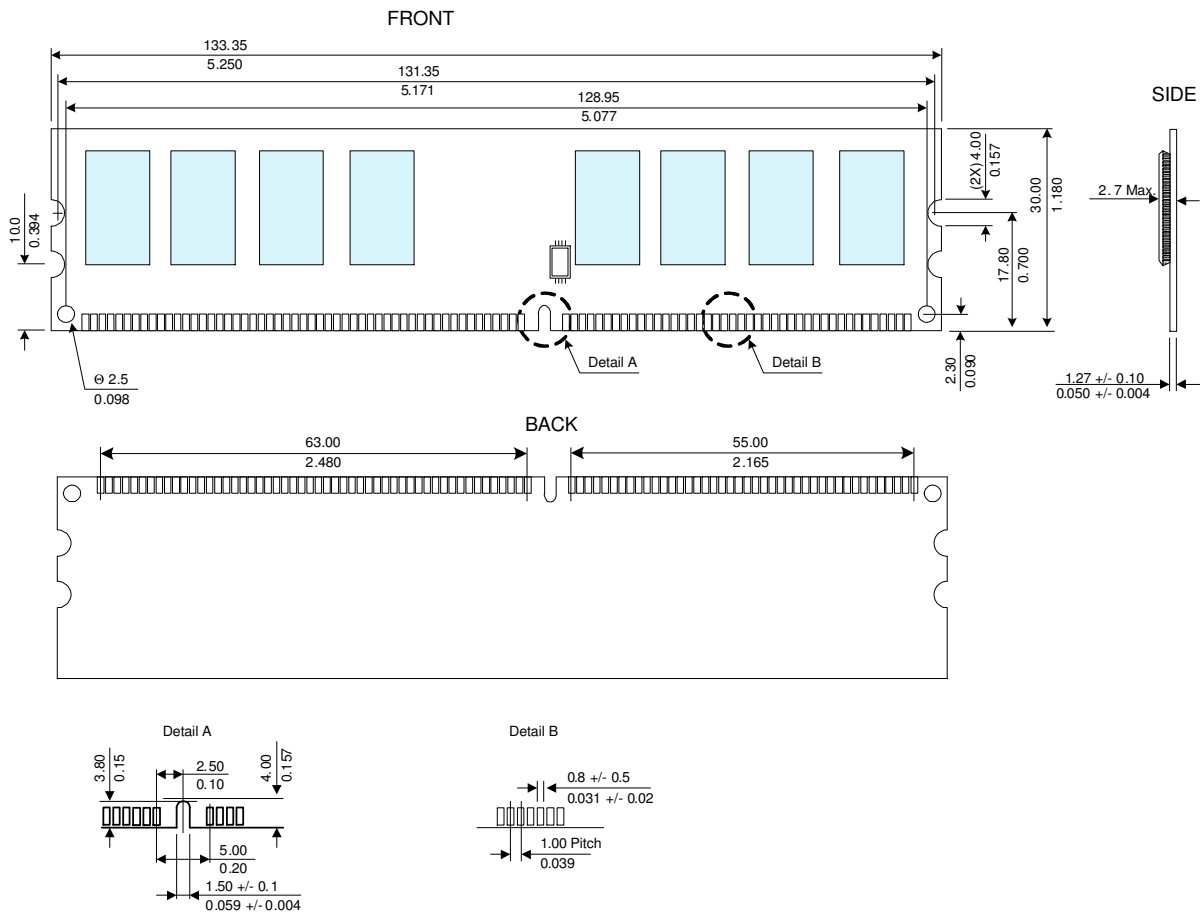 FRONT
133.35
5.250
131.35
5.171
128.95
5.077
SIDE
(2X) 4.00
0.157
30.00
1.180
2.7 Max.
10.0
0.394
17.80
0.700
Detail A
Detail B
2.30
0.090
Θ 2.5
0.098
1.27 +/- 0.10
0.050 +/- 0.004
BACK
63.00
2.480
55.00
2.165
Detail A
3.80
0.15
2.50
0.10
4.00
0.157
5.00
0.20
1.50 +/- 0.1
0.059 +/- 0.004
Detail B
0.8 +/- 0.5
0.031 +/- 0.02
1.00 Pitch
0.039